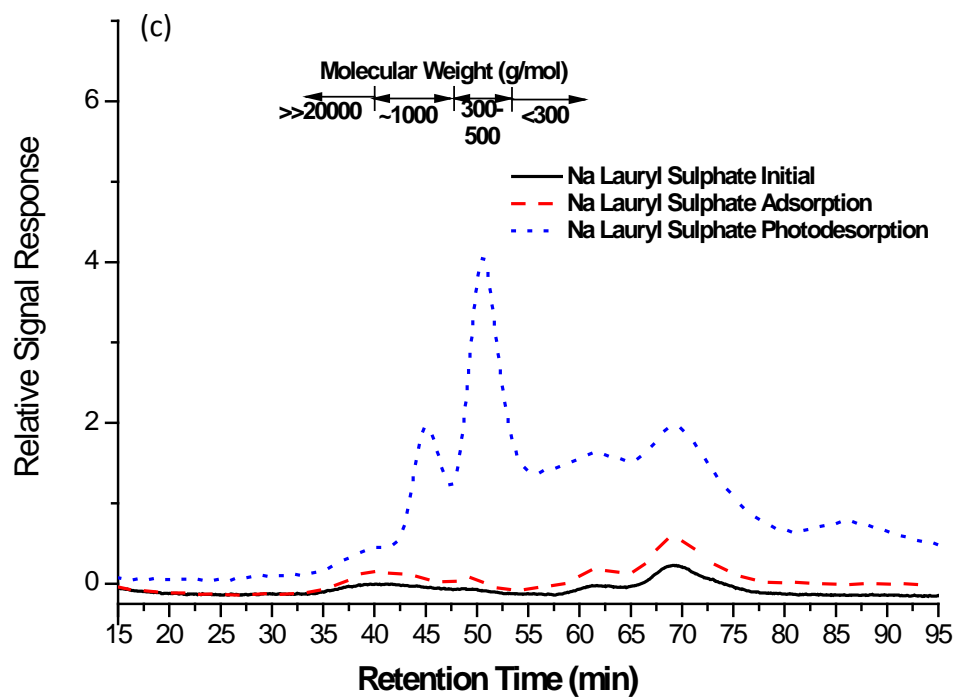 (c)
Molecular Weight (g/mol)
>>20000 ~1000 300- <300
500
Na Lauryl Sulphate Initial
Na Lauryl Sulphate Adsorption
Na Lauryl Sulphate Photodesorption
Relative Signal Response
6
4
2
0
15 20 25 30 35 40 45 50 55 60 65 70 75 80 85 90 95
Retention Time (min)